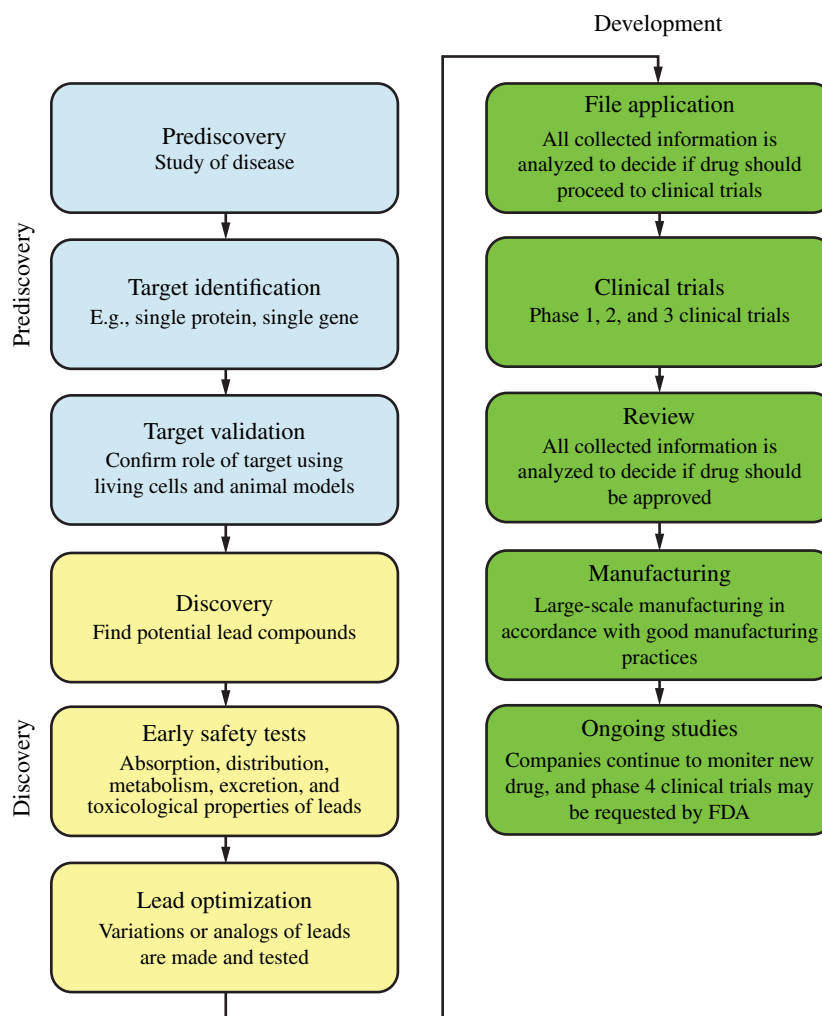 Prediscovery
Prediscovery
Study of disease
Target identification
E.g., single protein, single gene
Target validation
Confirm role of target using
living cells and animal models
Discovery
Discovery
Find potential lead compounds
Early safety tests
Absorption, distribution,
metabolism, excretion, and
toxicological properties of leads
Lead optimization
Variations or analogs of leads
are made and tested
Development
File application
All collected information is
analyzed to decide if drug should
proceed to clinical trials
Clinical trials
Phase 1, 2, and 3 clinical trials
Review
All collected information is
analyzed to decide if drug should
be approved
Manufacturing
Large-scale manufacturing in
accordance with good manufacturing
practices
Ongoing studies
Companies continue to moniter new
drug, and phase 4 clinical trials may
be requested by FDA